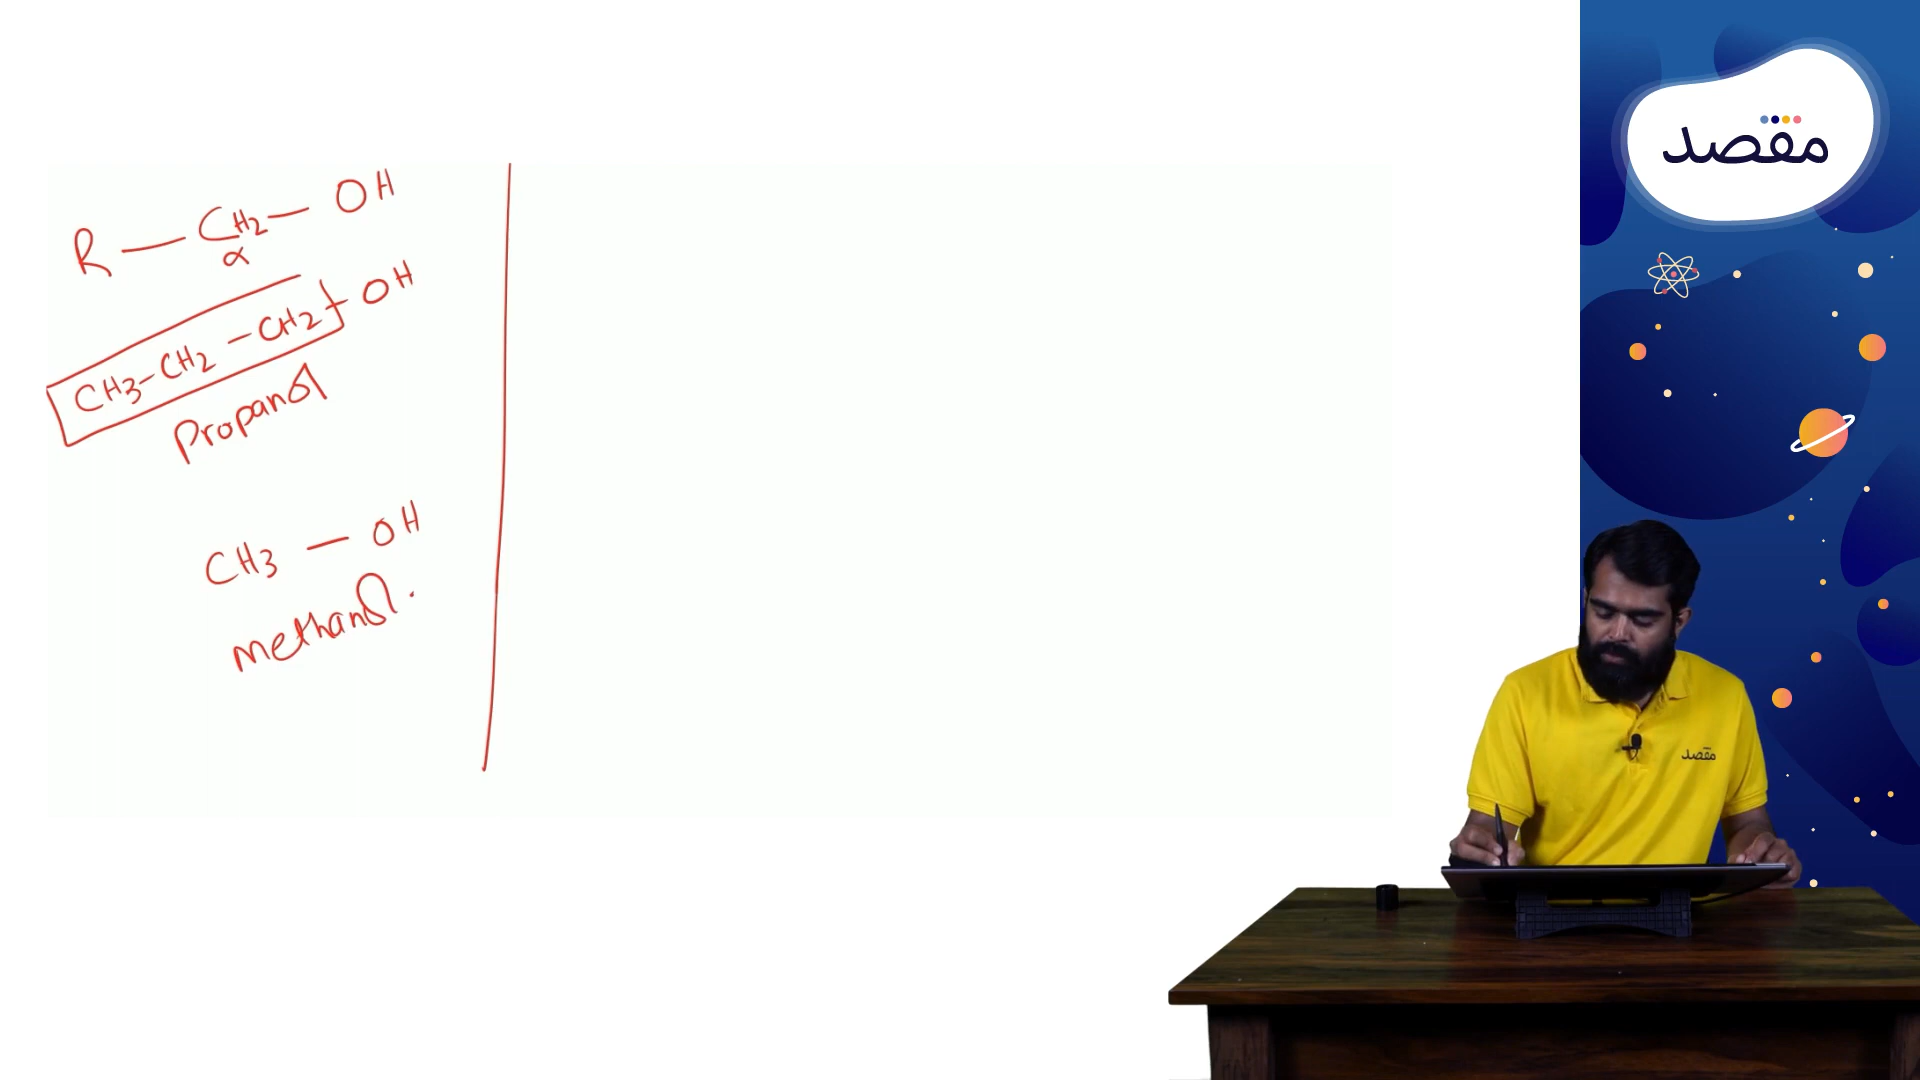 R — CH2 — OH
α
CH3-CH2-CH2-OH
Propanol
CH3 — OH
methanol.
مقصد
مقصد